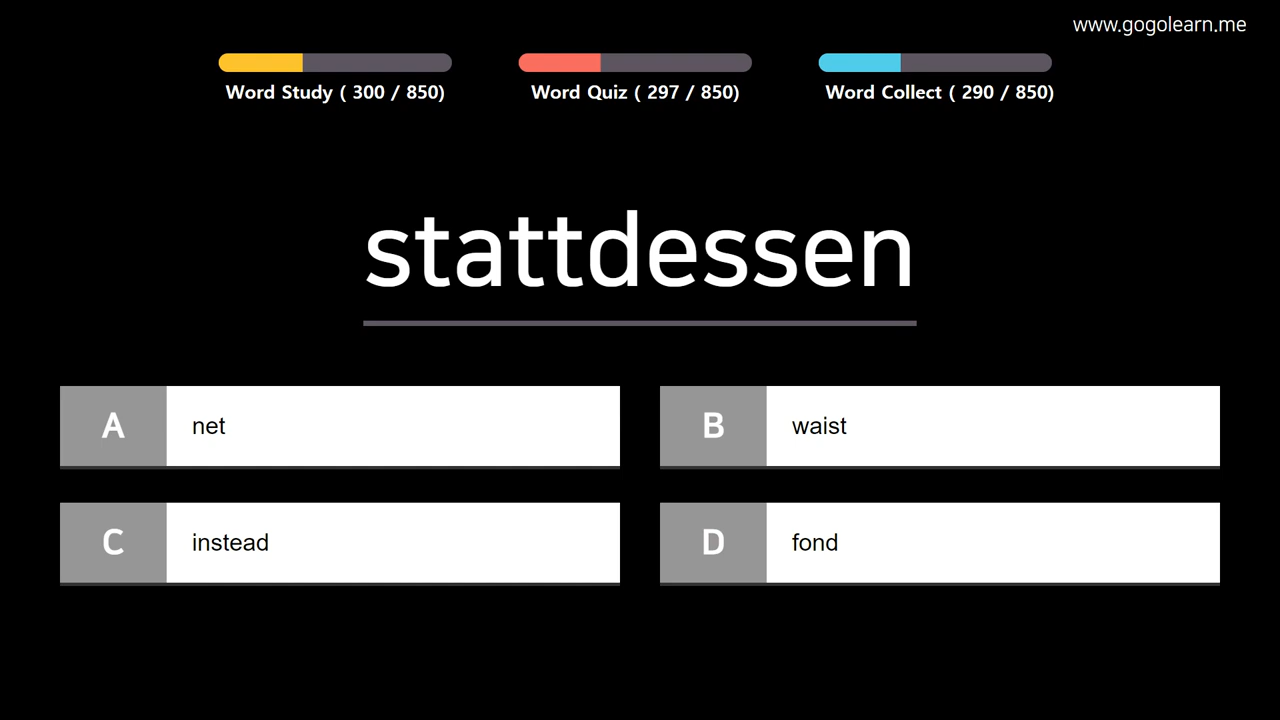 www.gogolearn.me
Word Study ( 300 / 850)
Word Quiz ( 297 / 850)
Word Collect ( 290 / 850)
stattdessen
A net
B waist
C instead
D fond